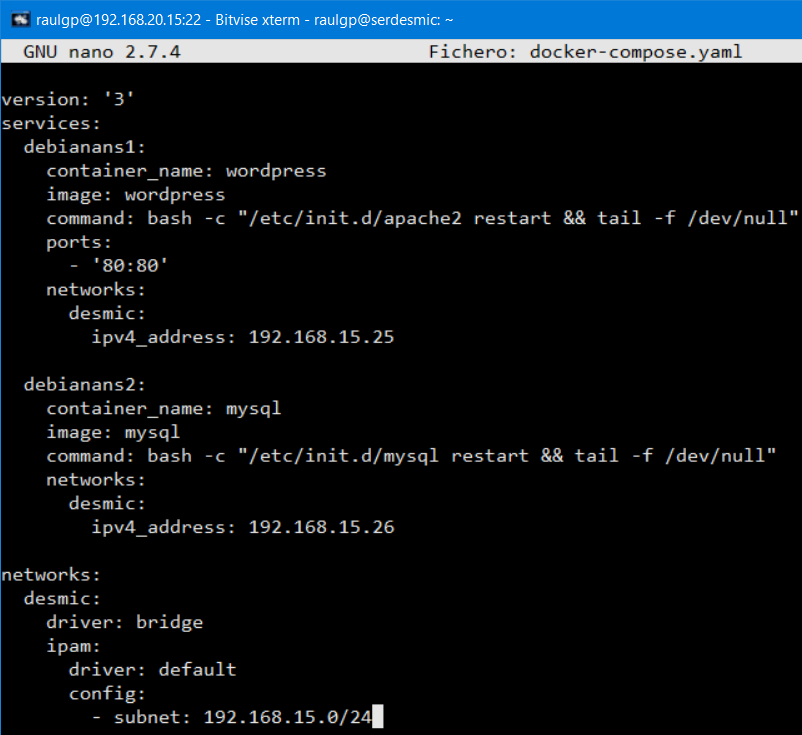 raulgp@192.168.20.15:22 - Bitvise xterm - raulgp@serdesmic: ~
GNU nano 2.7.4 Fichero: docker-compose.yaml
version: '3'
services:
  debianans1:
    container_name: wordpress
    image: wordpress
    command: bash -c "/etc/init.d/apache2 restart && tail -f /dev/null"
    ports:
      - '80:80'
    networks:
      desmic:
        ipv4_address: 192.168.15.25
  debianans2:
    container_name: mysql
    image: mysql
    command: bash -c "/etc/init.d/mysql restart && tail -f /dev/null"
    networks:
      desmic:
        ipv4_address: 192.168.15.26
networks:
  desmic:
    driver: bridge
    ipam:
      driver: default
      config:
        - subnet: 192.168.15.0/24